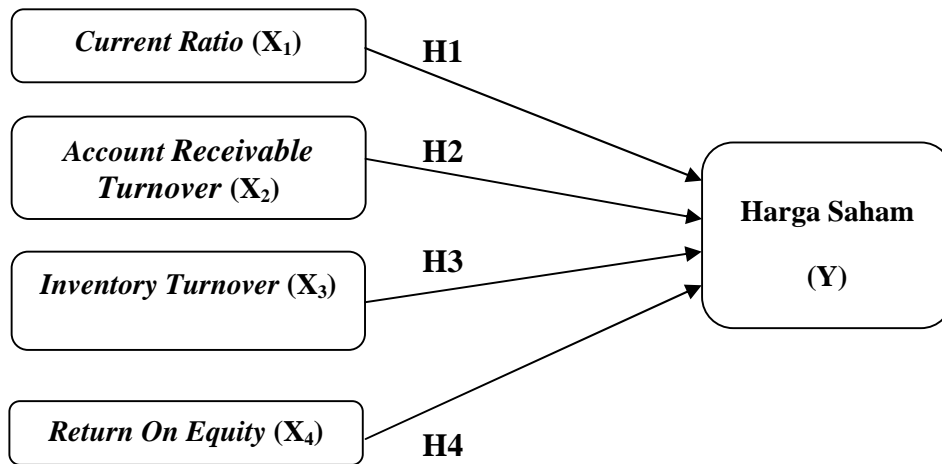 Current Ratio (X₁)
H1
Account Receivable
Turnover (X₂)
H2
Inventory Turnover (X₃)
H3
Return On Equity (X₄)
H4
Harga Saham
(Y)